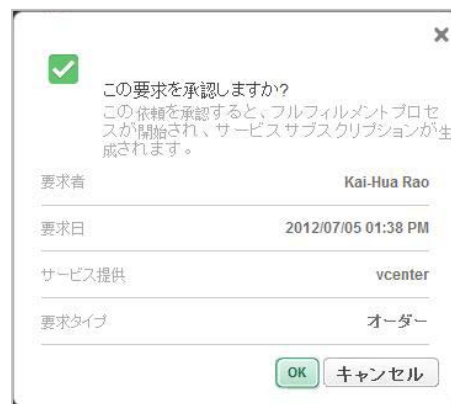 この要求を承認しますか?
この依頼を承認すると、フルフィルメントプロセ
スが開始され、サービスサブスクリプションが生
成されます。
要求者 Kai-Hua Rao
要求日 2012/07/05 01:38 PM
サービス提供 vcenter
要求タイプ オーダー
OK キャンセル